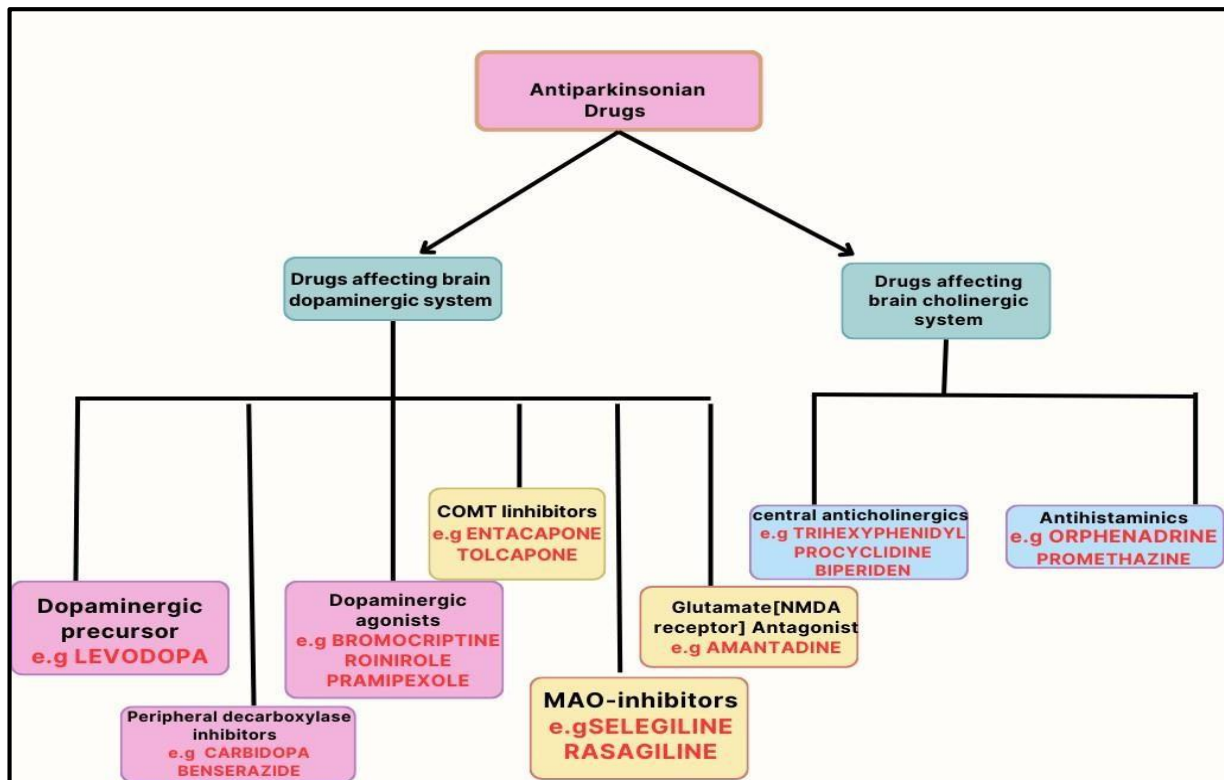 Antiparkinsonian
Drugs
Drugs affecting brain
dopaminergic system
Drugs affecting
brain cholinergic
system
Dopaminergic
precursor
e.g LEVODOPA
Peripheral decarboxylase
inhibitors
e.g CARBIDOPA
BENSERAZIDE
Dopaminergic
agonists
e.g BROMOCRIPTINE
ROINIROLE
PRAMIPEXOLE
COMT Iinhibitors
e.g ENTACAPONE
TOLCAPONE
MAO-inhibitors
e.gSELEGILINE
RASAGILINE
Glutamate[NMDA
receptor] Antagonist
e.g AMANTADINE
central anticholinergics
e.g TRIHEXYPHENIDYL
PROCYCLIDINE
BIPERIDEN
Antihistaminics
e.g ORPHENADRINE
PROMETHAZINE